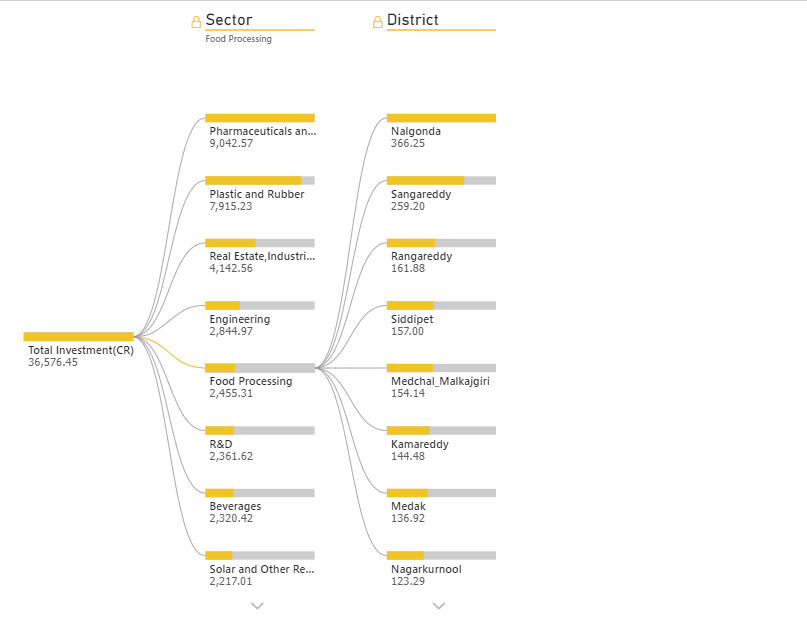 Sector
Food Processing
District
Total Investment(CR)
36,576.45
Pharmaceuticals an...
9,042.57
Plastic and Rubber
7,915.23
Real Estate,Industri...
4,142.56
Engineering
2,844.97
Food Processing
2,455.31
R&D
2,361.62
Beverages
2,320.42
Solar and Other Re...
2,217.01
Nalgonda
366.25
Sangareddy
259.20
Rangareddy
161.88
Siddipet
157.00
Medchal_Malkajgiri
154.14
Kamareddy
144.48
Medak
136.92
Nagarkurnool
123.29